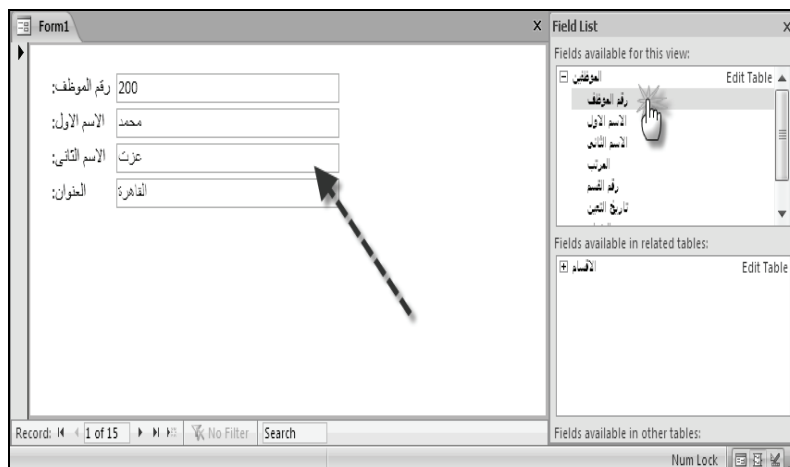 Form1
رقم الموظف: 200
الاسم الاول: محمد
الاسم الثانى: عزت
العنوان: القاهرة
Record: 1 of 15 No Filter Search
Field List
Fields available for this view:
الموظفين Edit Table
رقم الموظف
الاسم الاول
الاسم الثانى
المرتب
رقم القسم
تاريخ التعين
Fields available in related tables:
الأقسام Edit Table
Fields available in other tables:
Num Lock